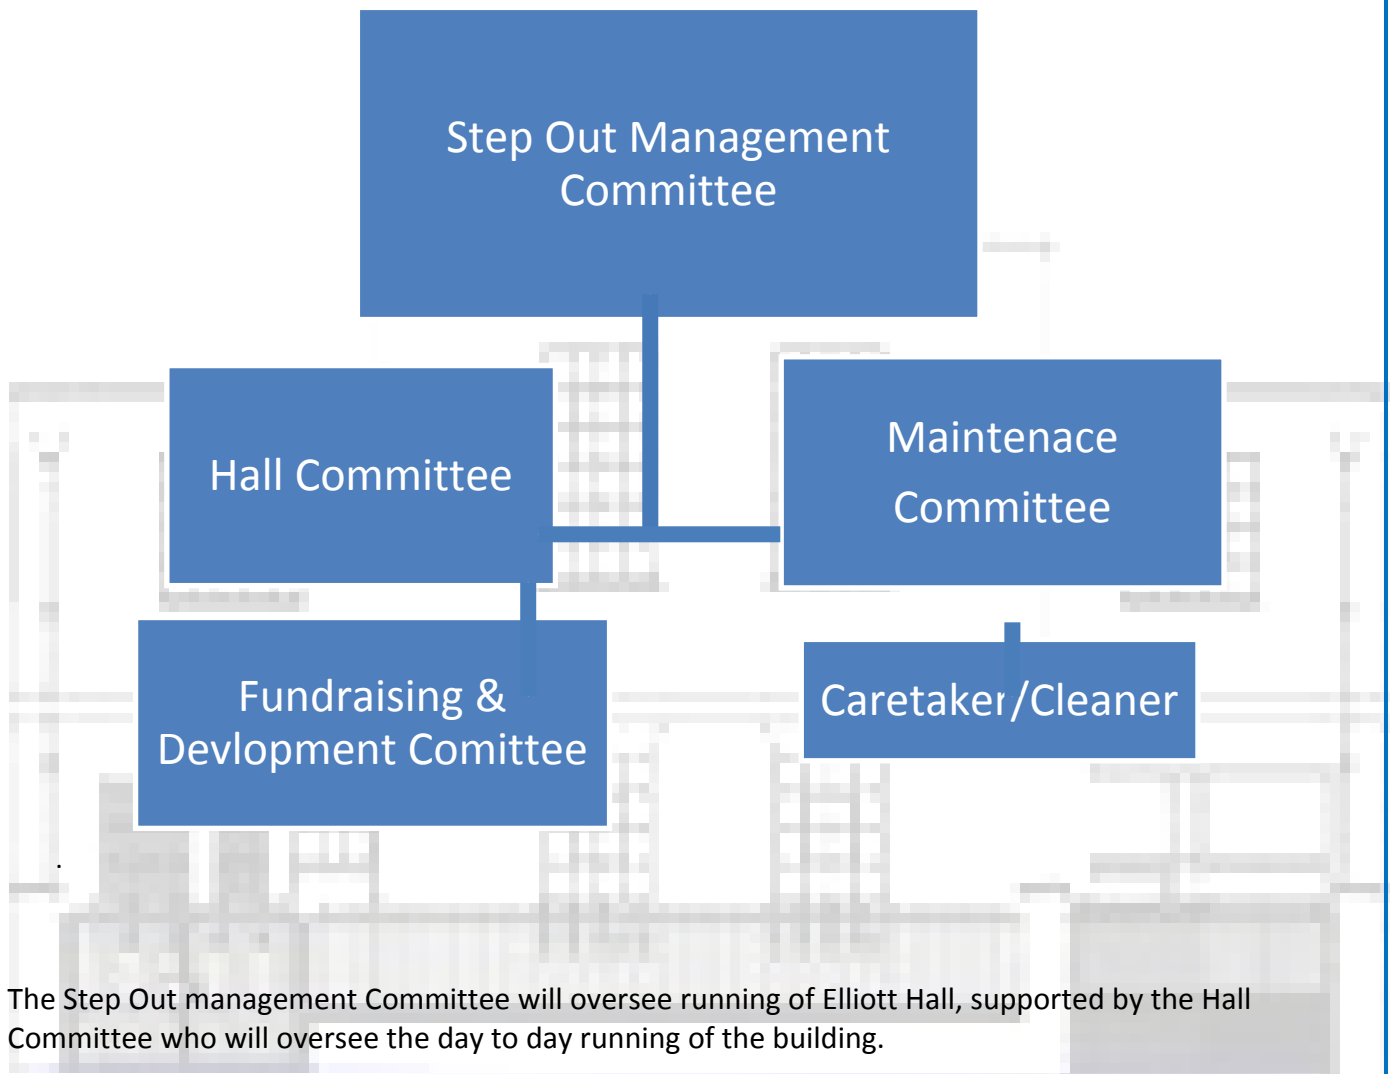 Step Out Management
Committee
Hall Committee
Maintenace
Committee
Fundraising &
Devlopment Comittee
Caretaker/Cleaner
.
The Step Out management Committee will oversee running of Elliott Hall, supported by the Hall
Committee who will oversee the day to day running of the building.